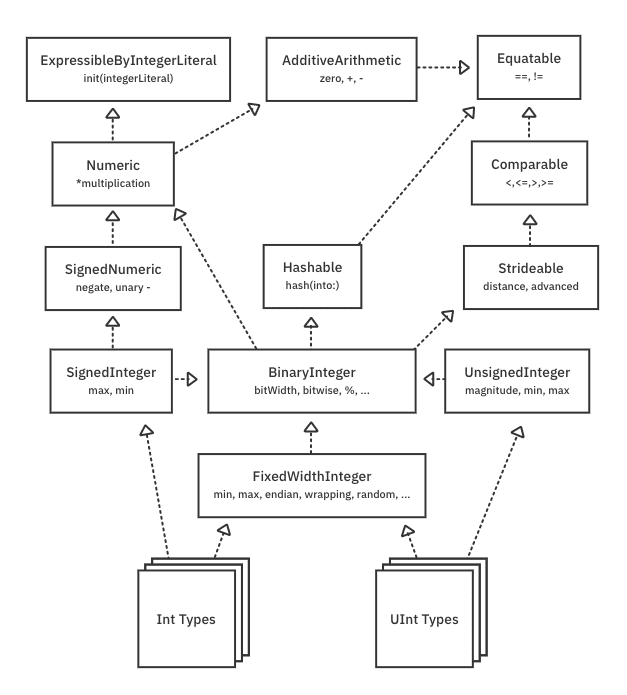 ExpressibleByIntegerLiteral
init(integerLiteral)
AdditiveArithmetic
zero, +, -
Equatable
==, !=
Numeric
*multiplication
Comparable
<,<=,>,>=
SignedNumeric
negate, unary -
Hashable
hash(into:)
Strideable
distance, advanced
SignedInteger
max, min
BinaryInteger
bitWidth, bitwise, %, ...
UnsignedInteger
magnitude, min, max
FixedWidthInteger
min, max, endian, wrapping, random, ...
Int Types
UInt Types